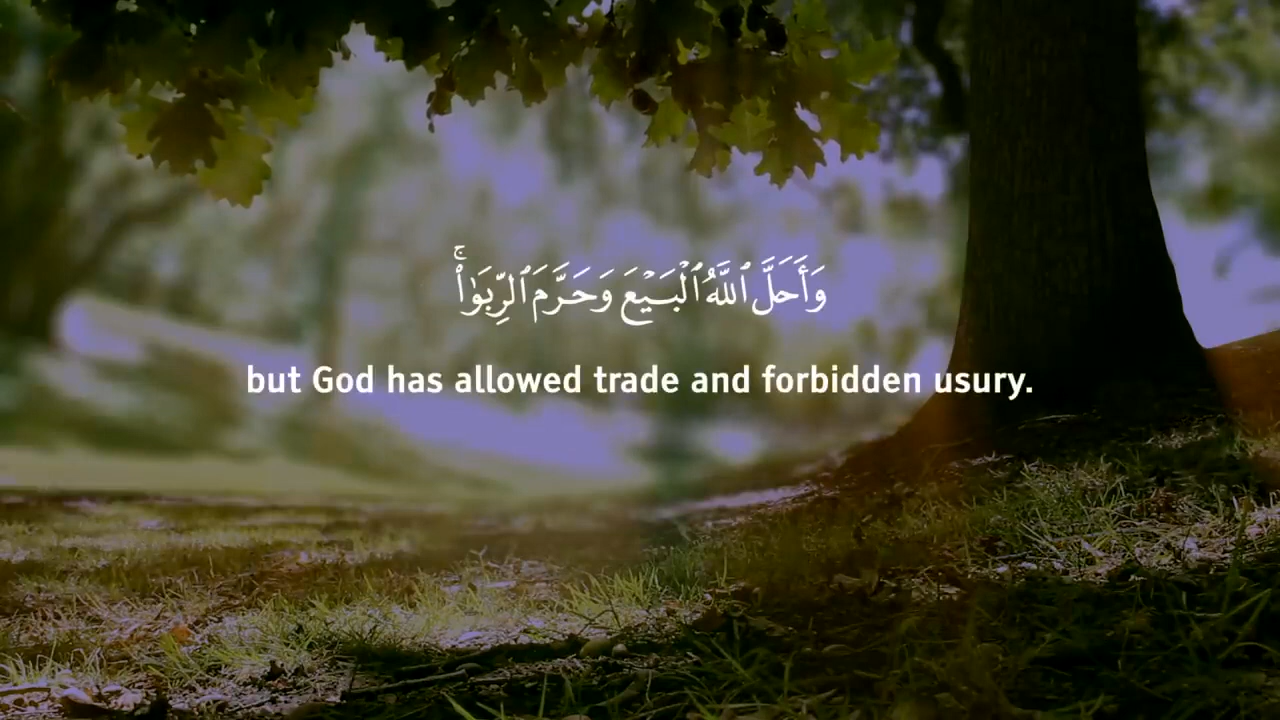 وَأَحَلَّ ٱللَّهُ ٱلْبَيْعَ وَحَرَّمَ ٱلرِّبَوٰا۟ ۚ
but God has allowed trade and forbidden usury.